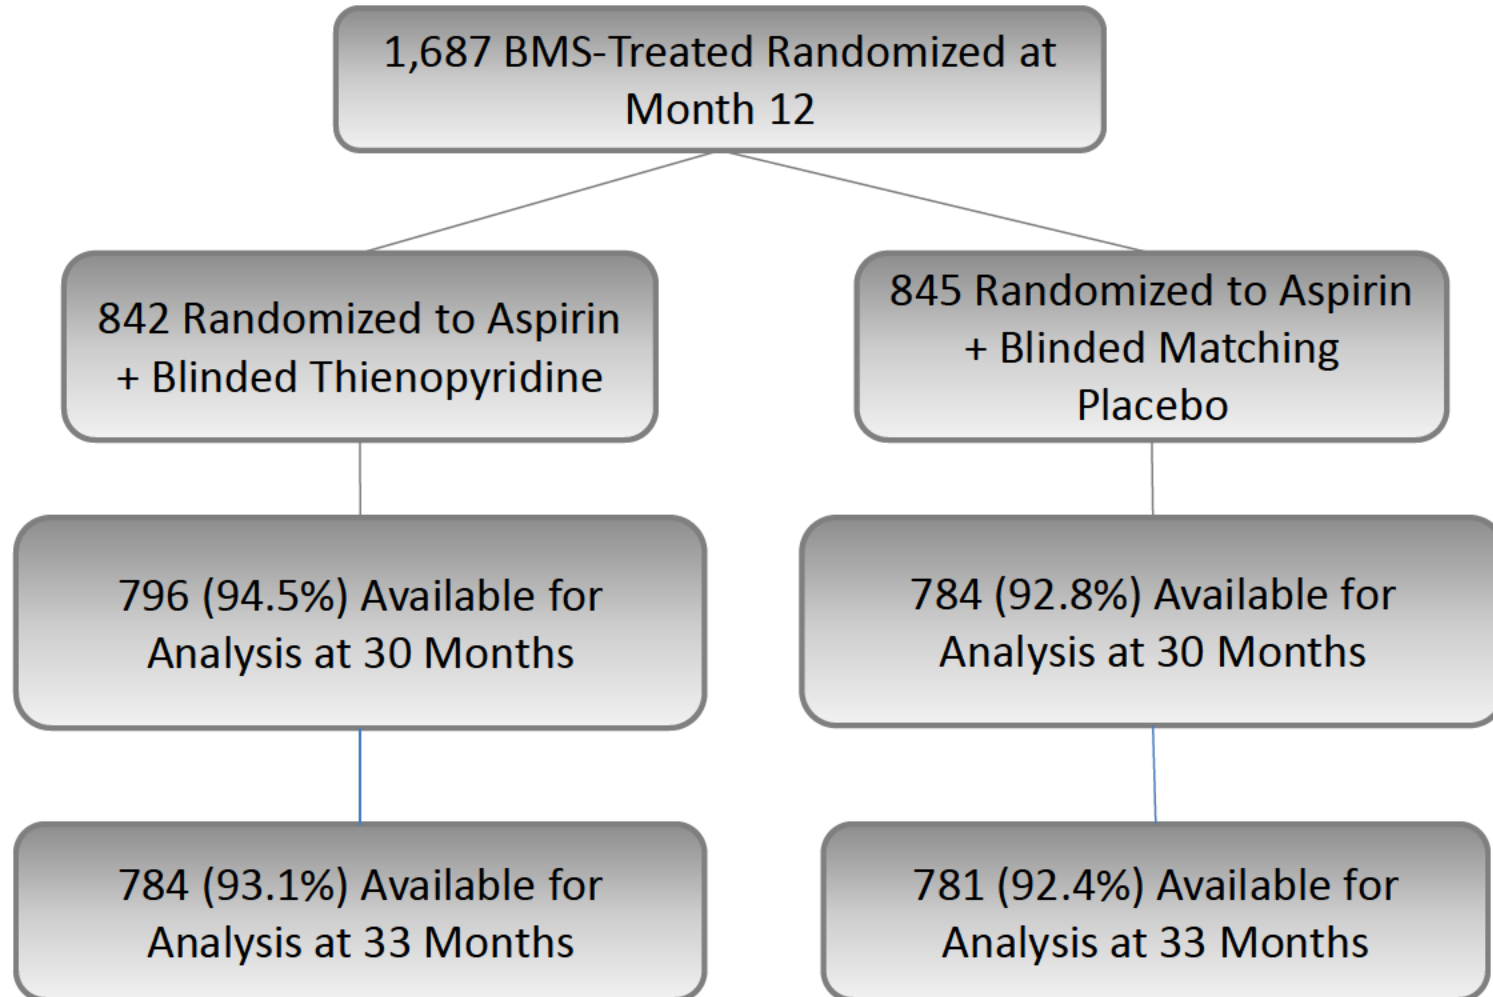 1,687 BMS-Treated Randomized at
Month 12
842 Randomized to Aspirin
+ Blinded Thienopyridine
845 Randomized to Aspirin
+ Blinded Matching
Placebo
796 (94.5%) Available for
Analysis at 30 Months
784 (92.8%) Available for
Analysis at 30 Months
784 (93.1%) Available for
Analysis at 33 Months
781 (92.4%) Available for
Analysis at 33 Months